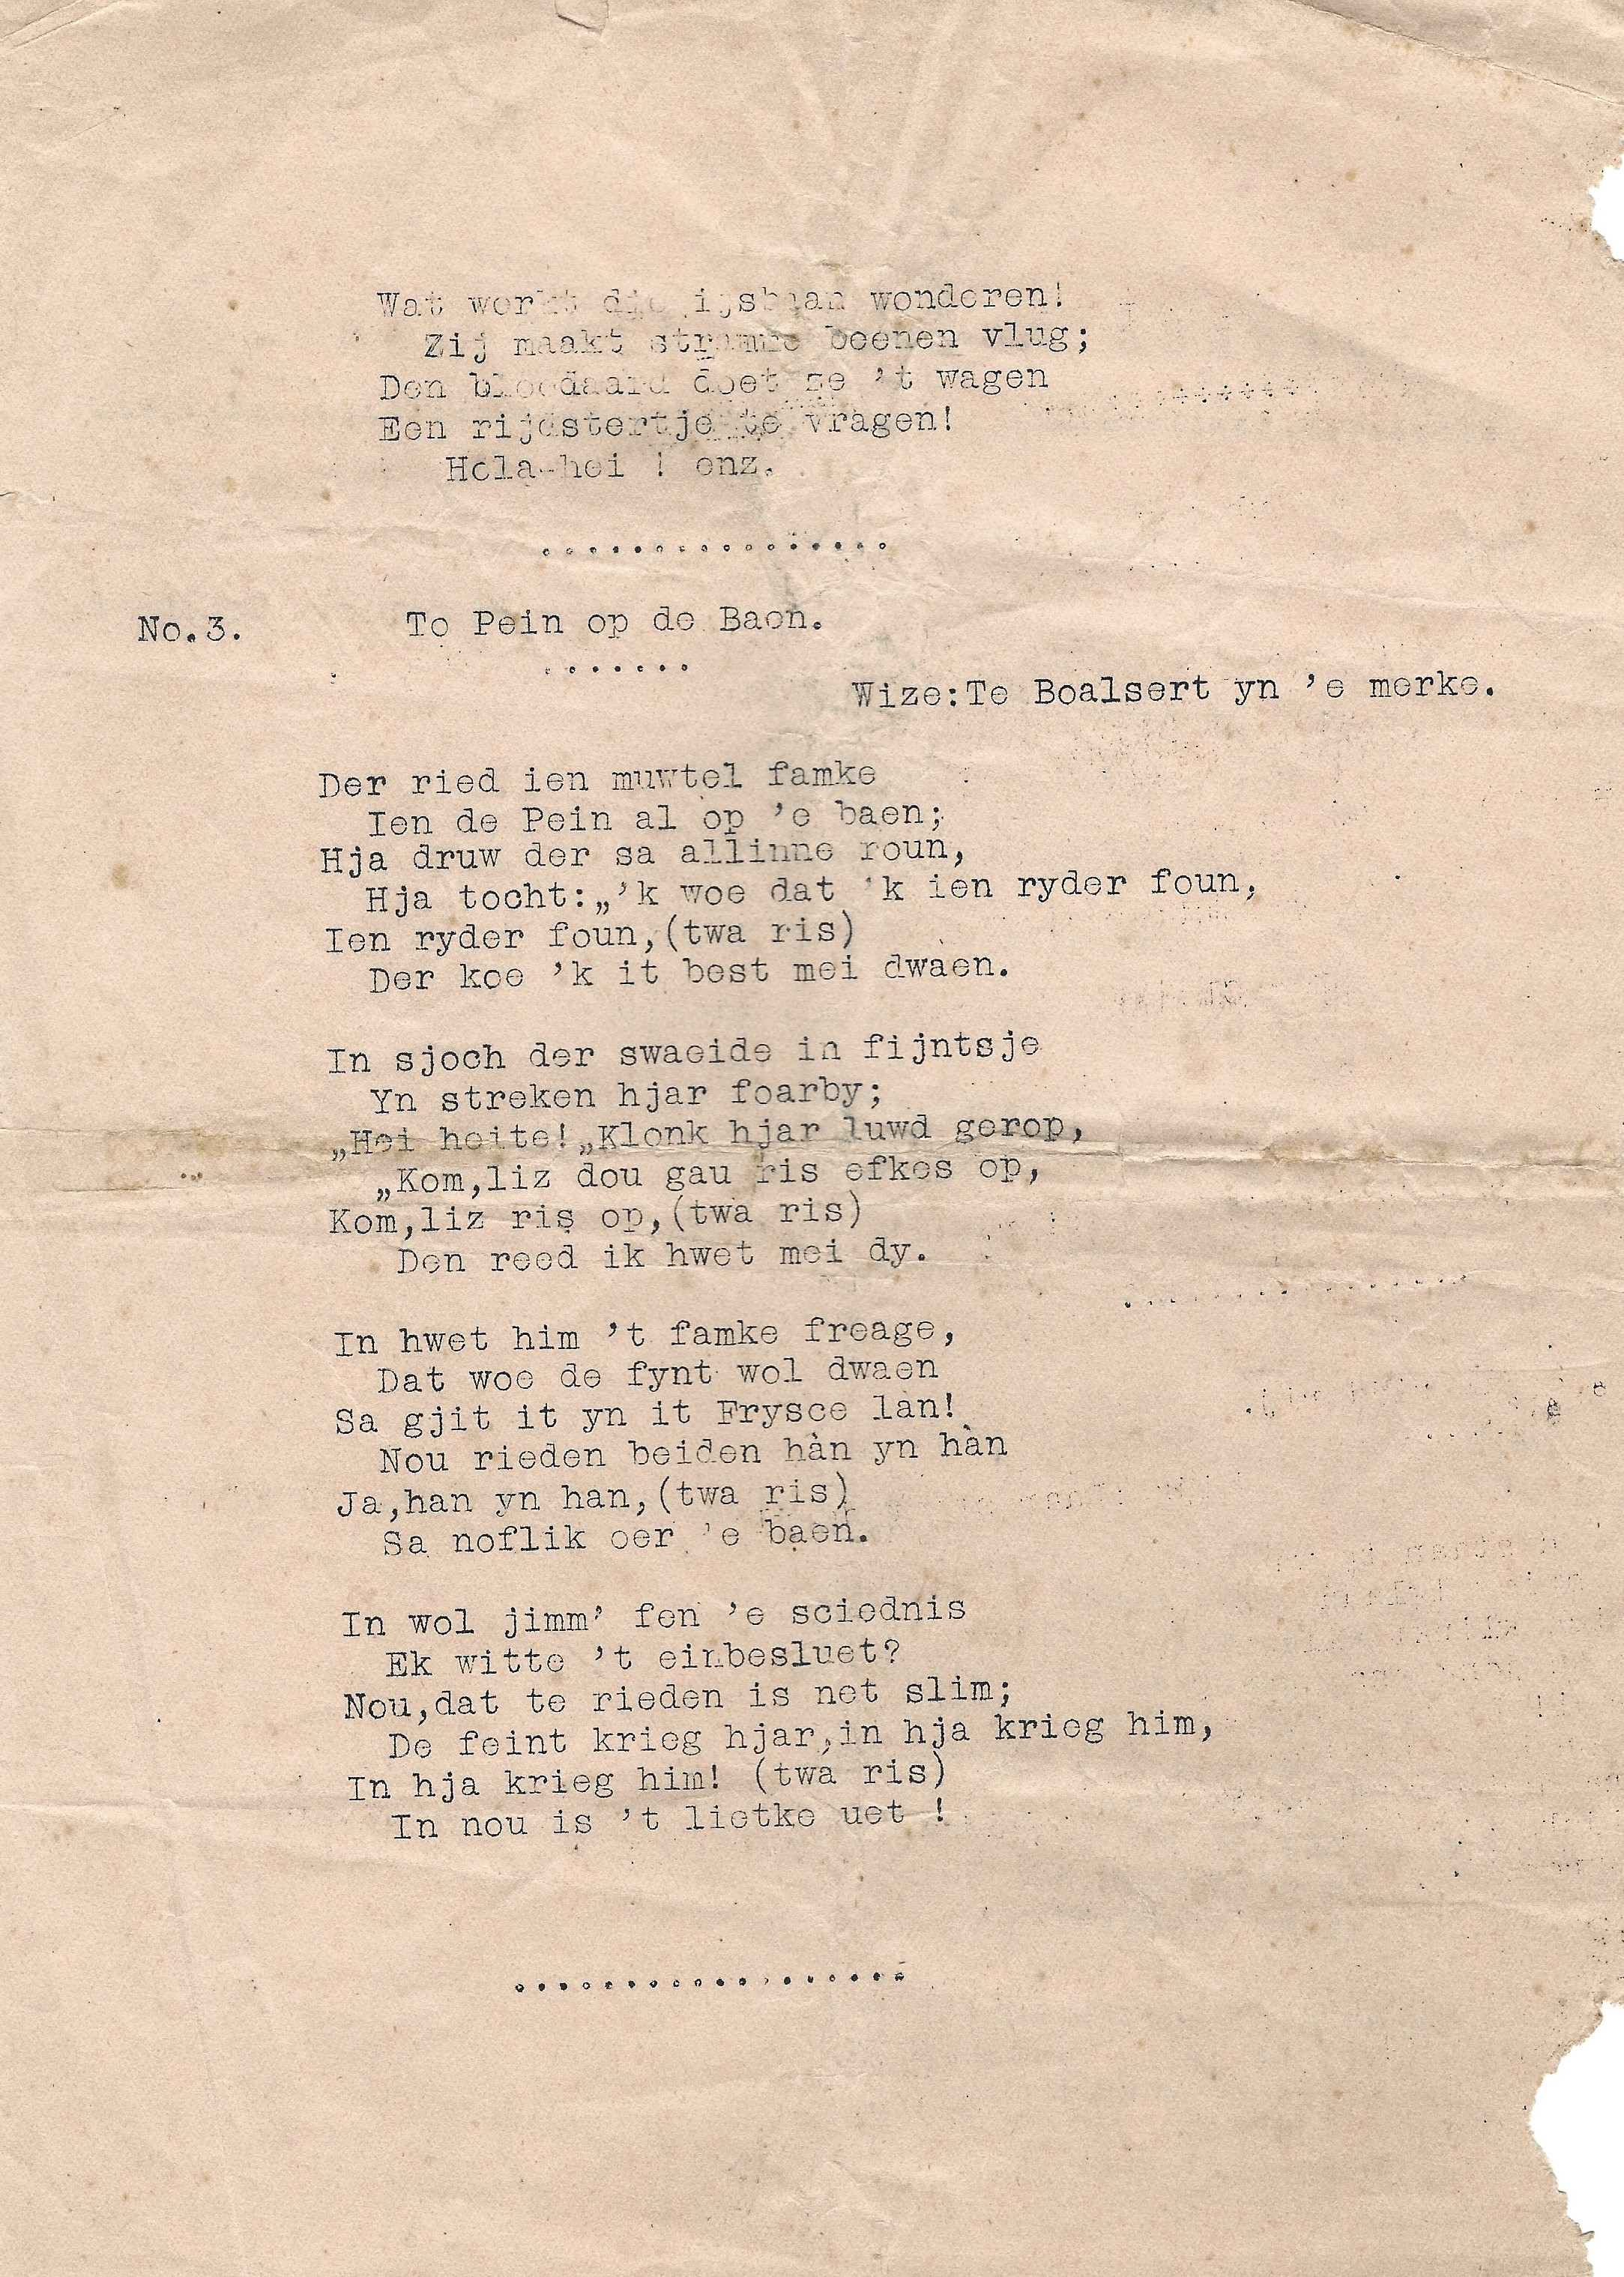 Wat werkt die ijsbaan wonderen!
Zij maakt stramme beenen vlug;
Den bloodaard doet ze 't wagen
Een rijdstertje te vragen!
Hola-hei ! enz.
................
No.3. To Pein op de Baen.
.......
Wize:Te Boalsert yn 'e merke.
Der ried ien muwtel famke
Ien de Pein al op 'e baen;
Hja druw der sa allinne roun,
Hja tocht:„'k woe dat 'k ien ryder foun,
Ien ryder foun,(twa ris)
Der koe 'k it best mei dwaen.
In sjoch der swaeide in fijntsje
Yn streken hjar foarby;
„Hei heite!„Klonk hjar luwd gerop,
„Kom,liz dou gau ris efkes op,
Kom,liz ris op,(twa ris)
Den reed ik hwet mei dy.
In hwet him 't famke freage,
Dat woe de fynt wol dwaen
Sa gjit it yn it Frysce làn!
Nou rieden beiden hàn yn hàn
Ja,han yn han,(twa ris)
Sa noflik oer 'e baen.
In wol jimm' fen 'e sciednis
Ek witte 't einbesluet?
Nou,dat te rieden is net slim;
De feint krieg hjar,in hja krieg him,
In hja krieg him! (twa ris)
In nou is 't lietke uet !
..................